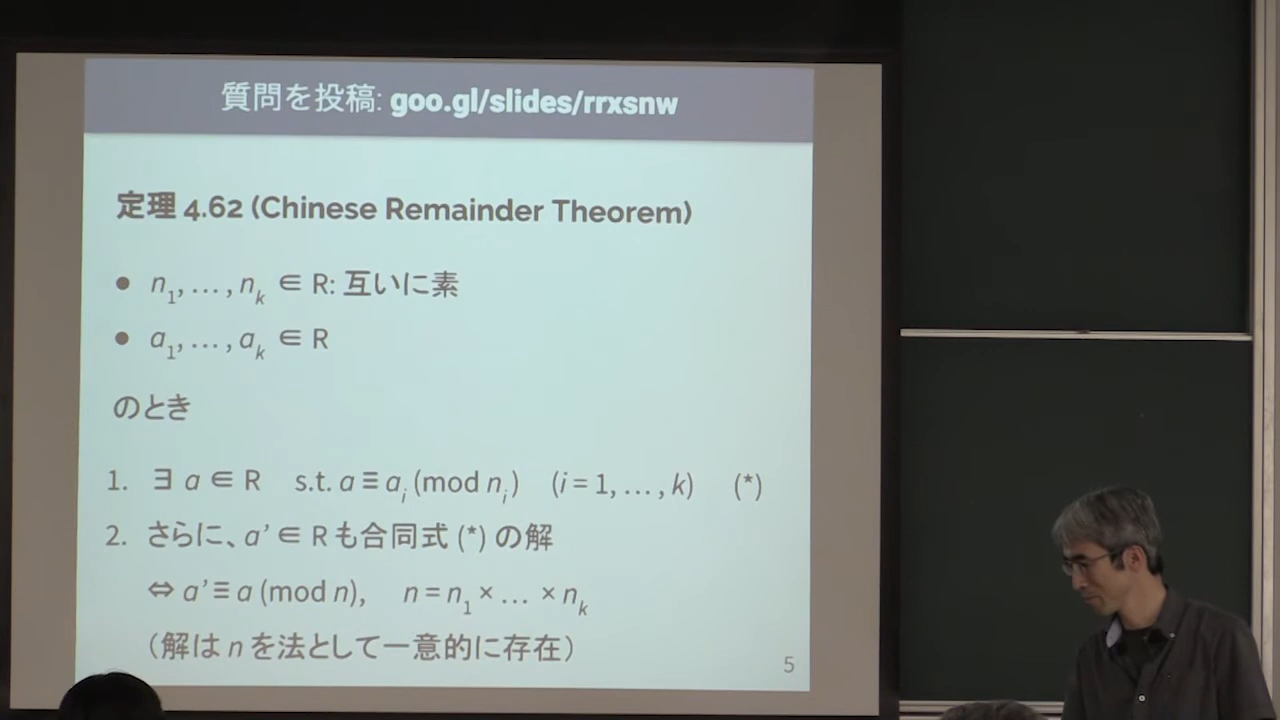 質問を投稿: goo.gl/slides/rrxsnw
定理 4.62 (Chinese Remainder Theorem)
● n₁, … , nₖ ∈ R: 互いに素
● a₁, … , aₖ ∈ R
のとき
1. ∃ a ∈ R s.t. a ≡ aᵢ (mod nᵢ) (i = 1, … , k) (*)
2. さらに、a’ ∈ R も合同式 (*) の解
⇔ a’ ≡ a (mod n), n = n₁ × … × nₖ
（解は n を法として一意的に存在）
5